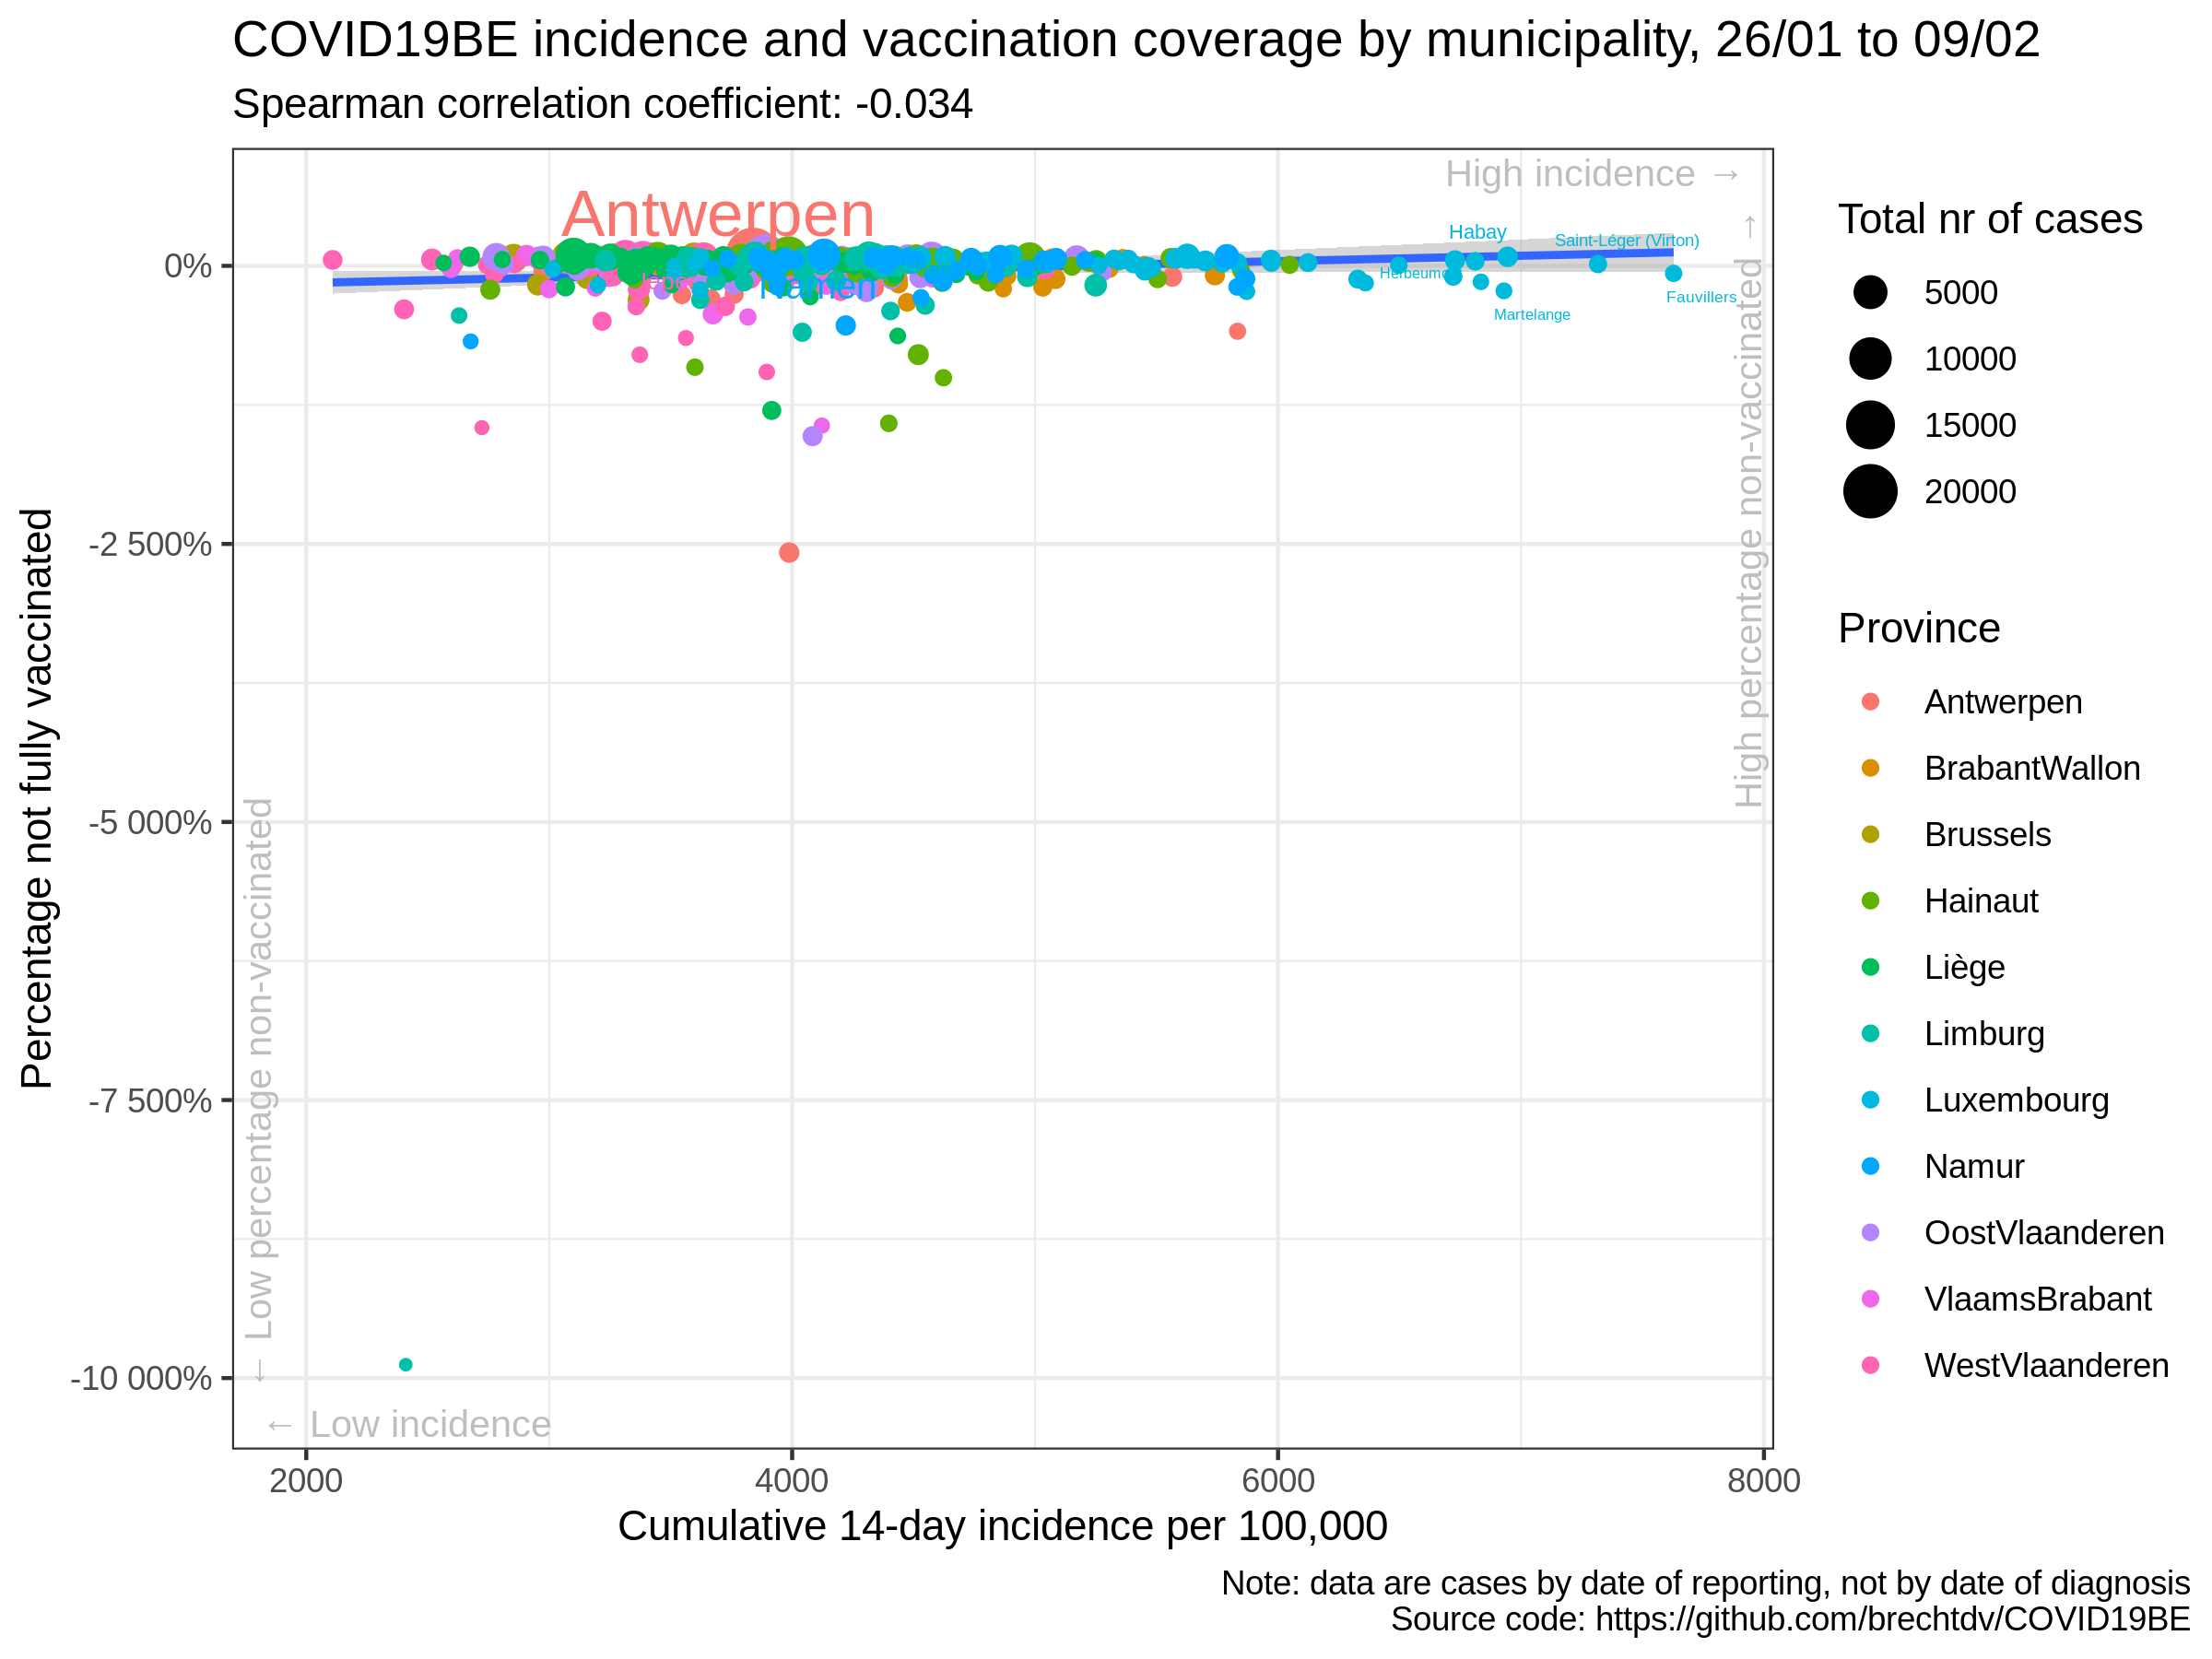 COVID19BE incidence and vaccination coverage by municipality, 26/01 to 09/02
Spearman correlation coefficient: -0.034
High incidence →
High percentage non-vaccinated →
Antwerpen
Habay
Saint-Léger (Virton)
Fauvillers
Martelange
Namen
← Low percentage non-vaccinated
← Low incidence
Percentage not fully vaccinated
0%
-2 500%
-5 000%
-7 500%
-10 000%
2000
4000
6000
8000
Cumulative 14-day incidence per 100,000
Total nr of cases
5000
10000
15000
20000
Province
Antwerpen
BrabantWallon
Brussels
Hainaut
Liège
Limburg
Luxembourg
Namur
OostVlaanderen
VlaamsBrabant
WestVlaanderen
Note: data are cases by date of reporting, not by date of diagnosis
Source code: https://github.com/brechtdv/COVID19BE